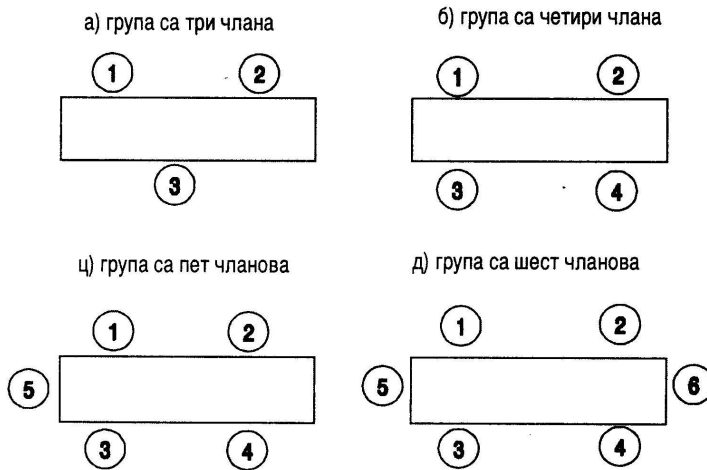 а) група са три члана
б) група са четири члана
1 2
1 2
3
3 4
ц) група са пет чланова
д) група са шест чланова
1 2
1 2
5
5 6
3 4
3 4